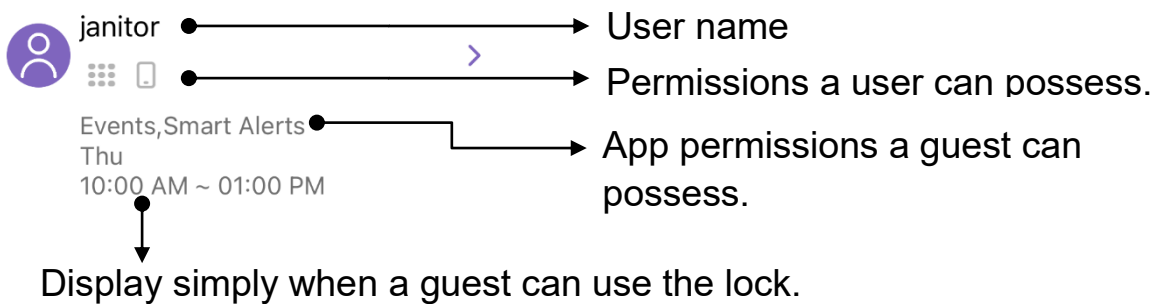 janitor
User name
Permissions a user can possess.
Events,Smart Alerts
Thu
10:00 AM ~ 01:00 PM
App permissions a guest can
possess.
Display simply when a guest can use the lock.